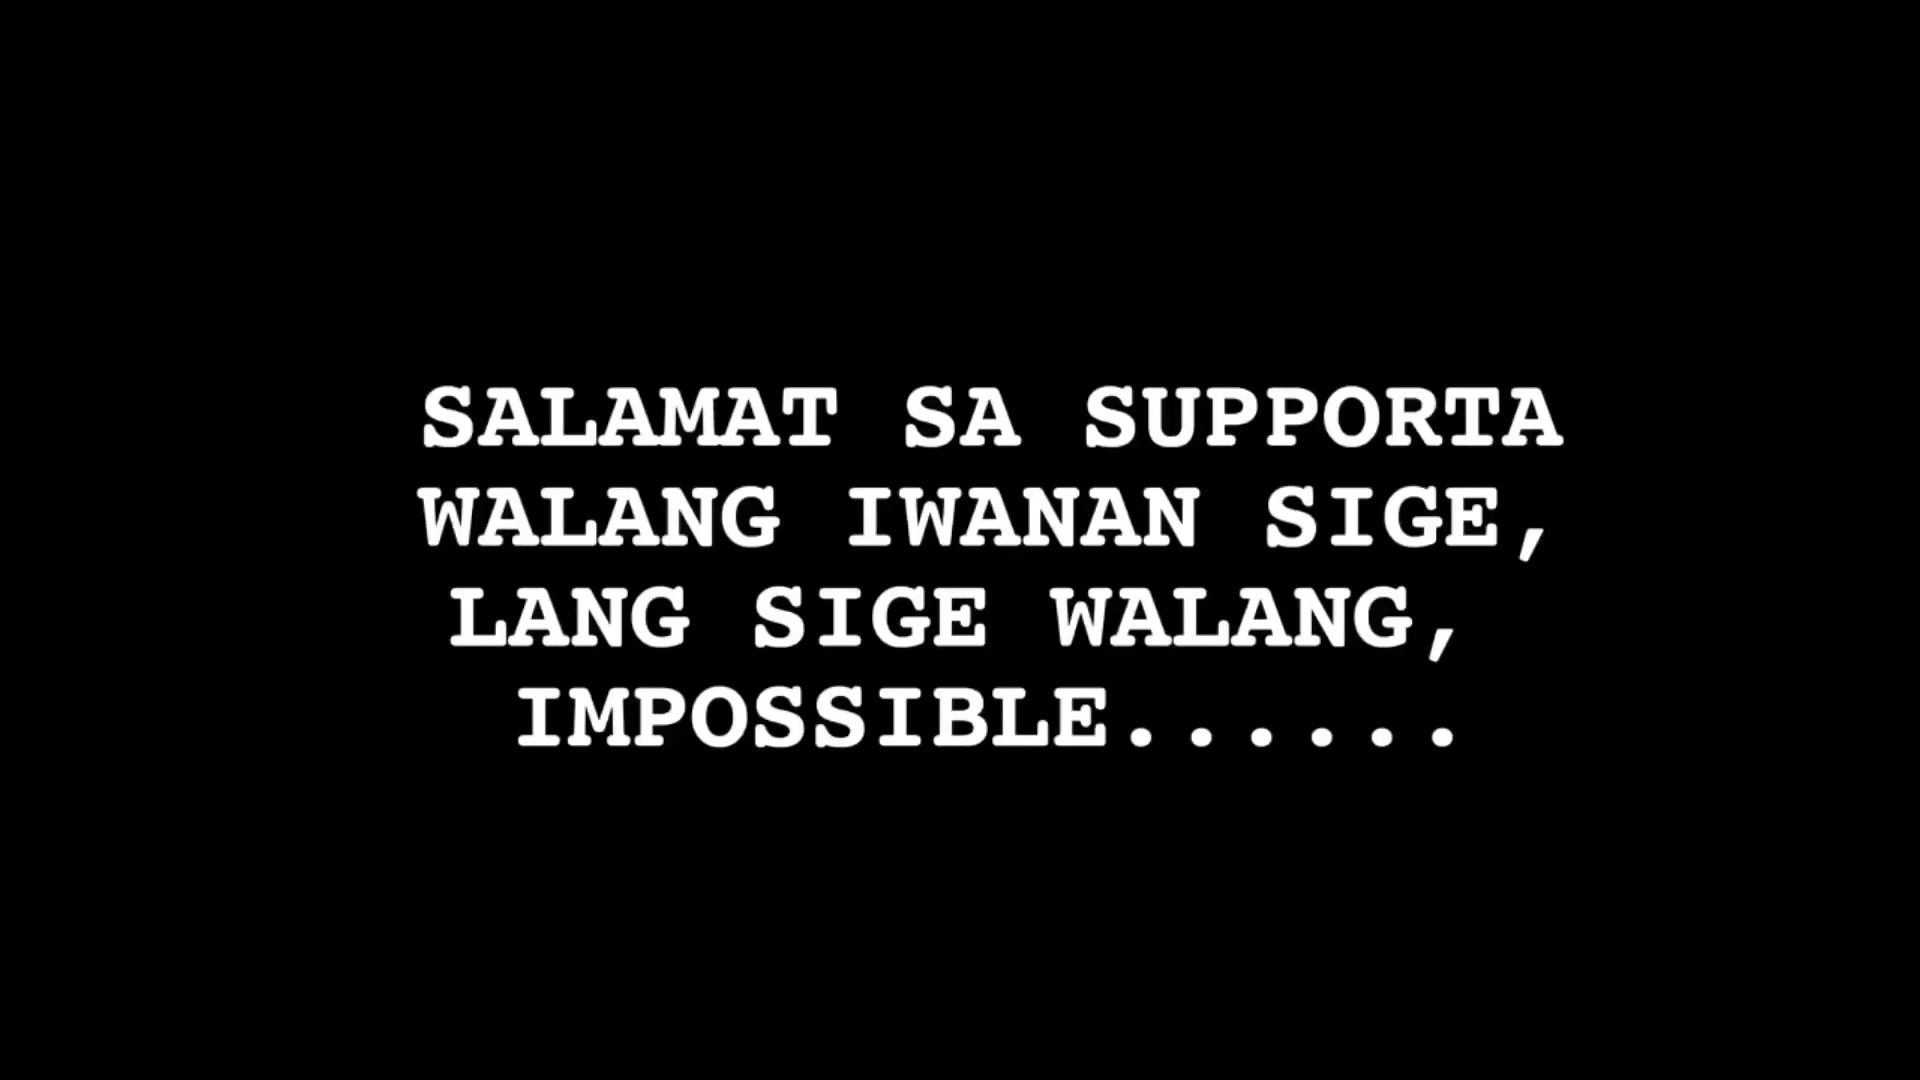 SALAMAT SA SUPPORTA
WALANG IWANAN SIGE,
LANG SIGE WALANG,
IMPOSSIBLE......